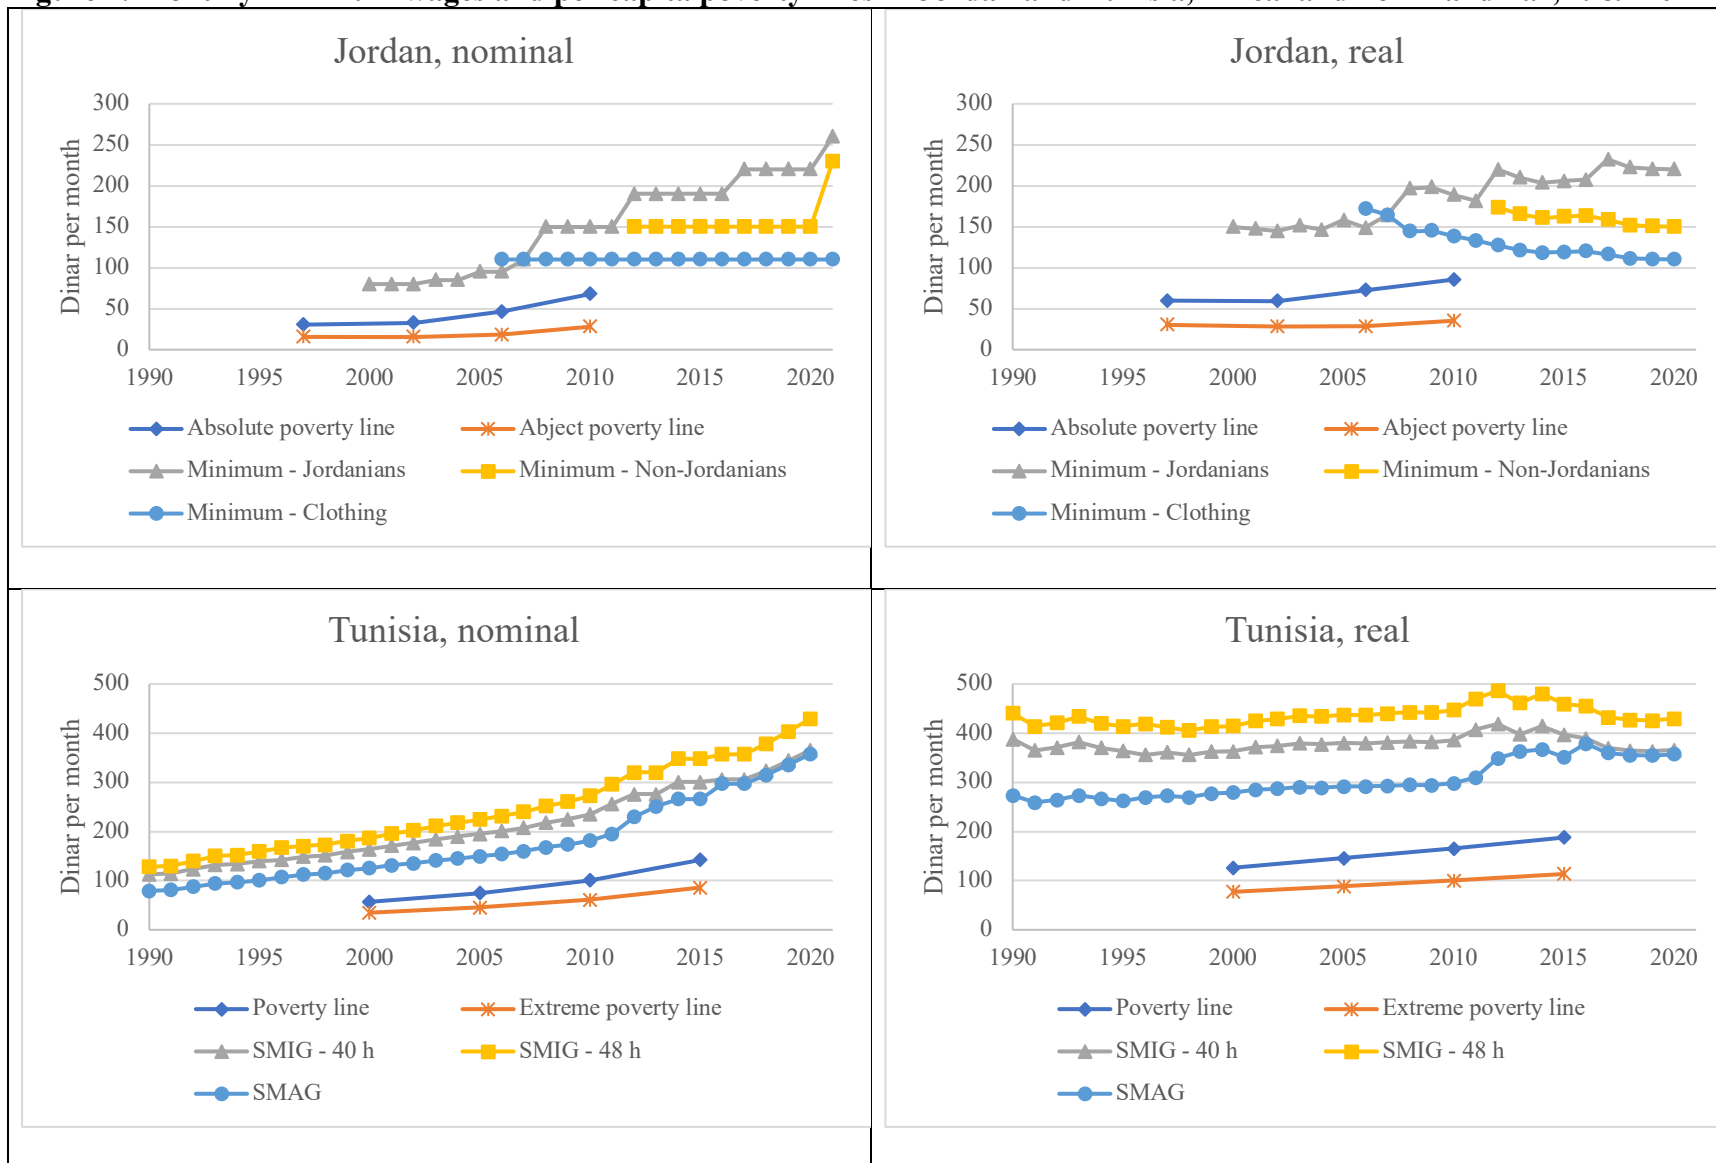 Jordan, nominal
300
250
200
150
100
50
0
Dinar per month
1990 1995 2000 2005 2010 2015 2020
Absolute poverty line Abject poverty line
Minimum - Jordanians Minimum - Non-Jordanians
Minimum - Clothing
Jordan, real
300
250
200
150
100
50
0
Dinar per month
1990 1995 2000 2005 2010 2015 2020
Absolute poverty line Abject poverty line
Minimum - Jordanians Minimum - Non-Jordanians
Minimum - Clothing
Tunisia, nominal
500
400
300
200
100
0
Dinar per month
1990 1995 2000 2005 2010 2015 2020
Poverty line Extreme poverty line
SMIG - 40 h SMIG - 48 h
SMAG
Tunisia, real
500
400
300
200
100
0
Dinar per month
1990 1995 2000 2005 2010 2015 2020
Poverty line Extreme poverty line
SMIG - 40 h SMIG - 48 h
SMAG